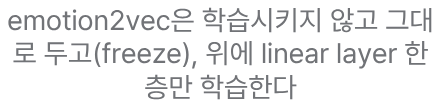 emotion2vec은 학습시키지 않고 그대
로 두고(freeze), 위에 linear layer 한
층만 학습한다